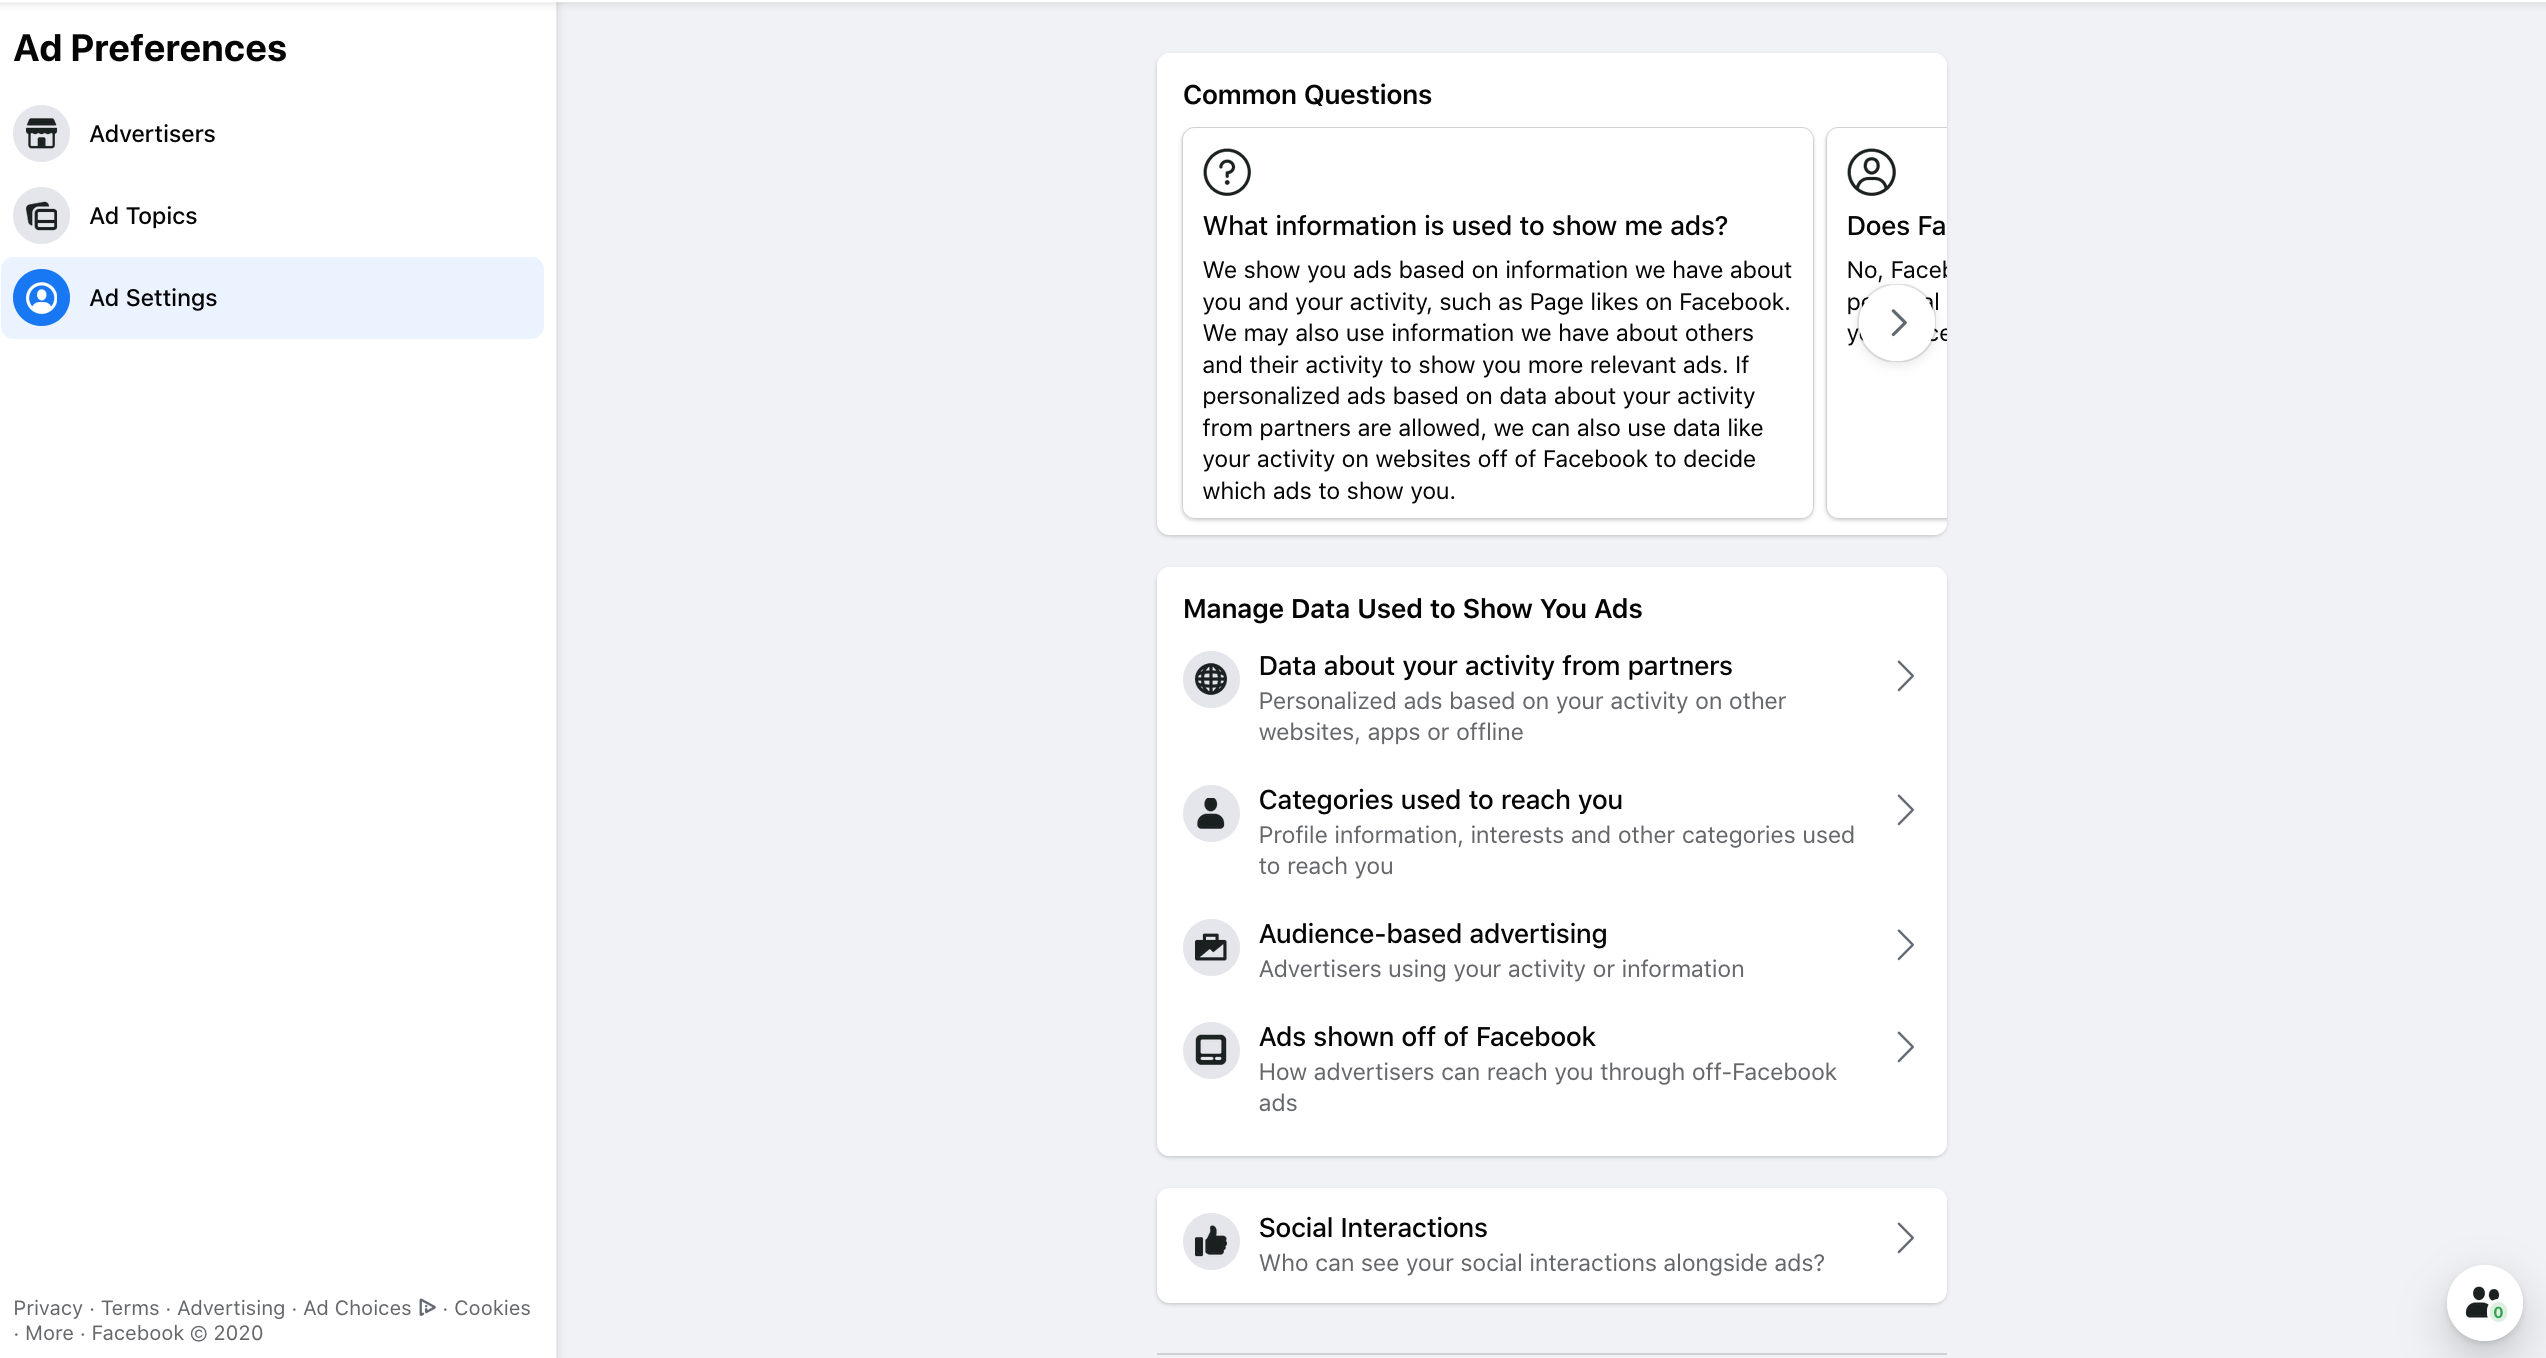 Ad Preferences
Advertisers
Ad Topics
Ad Settings
Privacy · Terms · Advertising · Ad Choices · Cookies
· More · Facebook © 2020
Common Questions
What information is used to show me ads?
We show you ads based on information we have about
you and your activity, such as Page likes on Facebook.
We may also use information we have about others
and their activity to show you more relevant ads. If
personalized ads based on data about your activity
from partners are allowed, we can also use data like
your activity on websites off of Facebook to decide
which ads to show you.
Does Fa
No, Faceb
Manage Data Used to Show You Ads
Data about your activity from partners
Personalized ads based on your activity on other
websites, apps or offline
Categories used to reach you
Profile information, interests and other categories used
to reach you
Audience-based advertising
Advertisers using your activity or information
Ads shown off of Facebook
How advertisers can reach you through off-Facebook
ads
Social Interactions
Who can see your social interactions alongside ads?
0